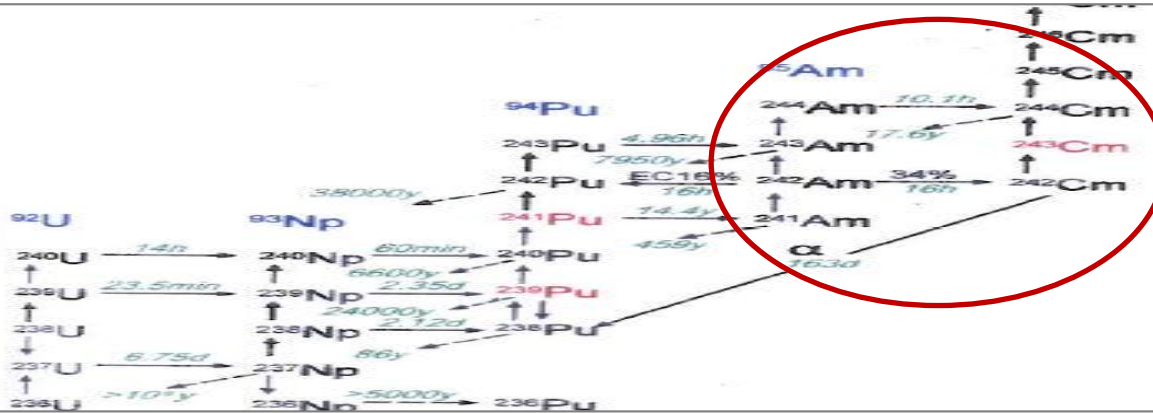 ²⁴⁶Cm
⁹⁵Am ²⁴⁵Cm
⁹⁴Pu ²⁴⁴Am 10.1h ²⁴⁴Cm
²⁴³Pu 4.96h ²⁴³Am 17.6y ²⁴³Cm
7950y
²⁴²Pu EC16% ²⁴²Am 34% ²⁴²Cm
38000y 16h 16h
⁹²U ⁹³Np ²⁴¹Pu 14.4y ²⁴¹Am
459y α
²⁴⁰U 14h ²⁴⁰Np 60min ²⁴⁰Pu 163d
6600y
²³⁹U 23.5min ²³⁹Np 2.35d ²³⁹Pu
24000y
²³⁸U ²³⁸Np 2.12d ²³⁸Pu
86y
²³⁷U 6.75d ²³⁷Np
²³⁶U ²³⁶Np >5000y ²³⁶Pu